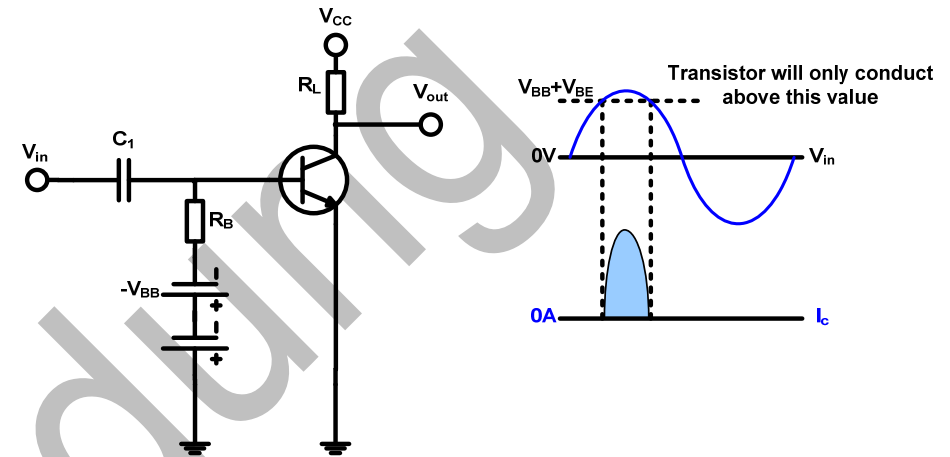 VCC
RL
Vout
C1
Vin
RB
-VBB
-
+
-
+
Transistor will only conduct
above this value
VBB+VBE
0V
Vin
0A
Ic
dung